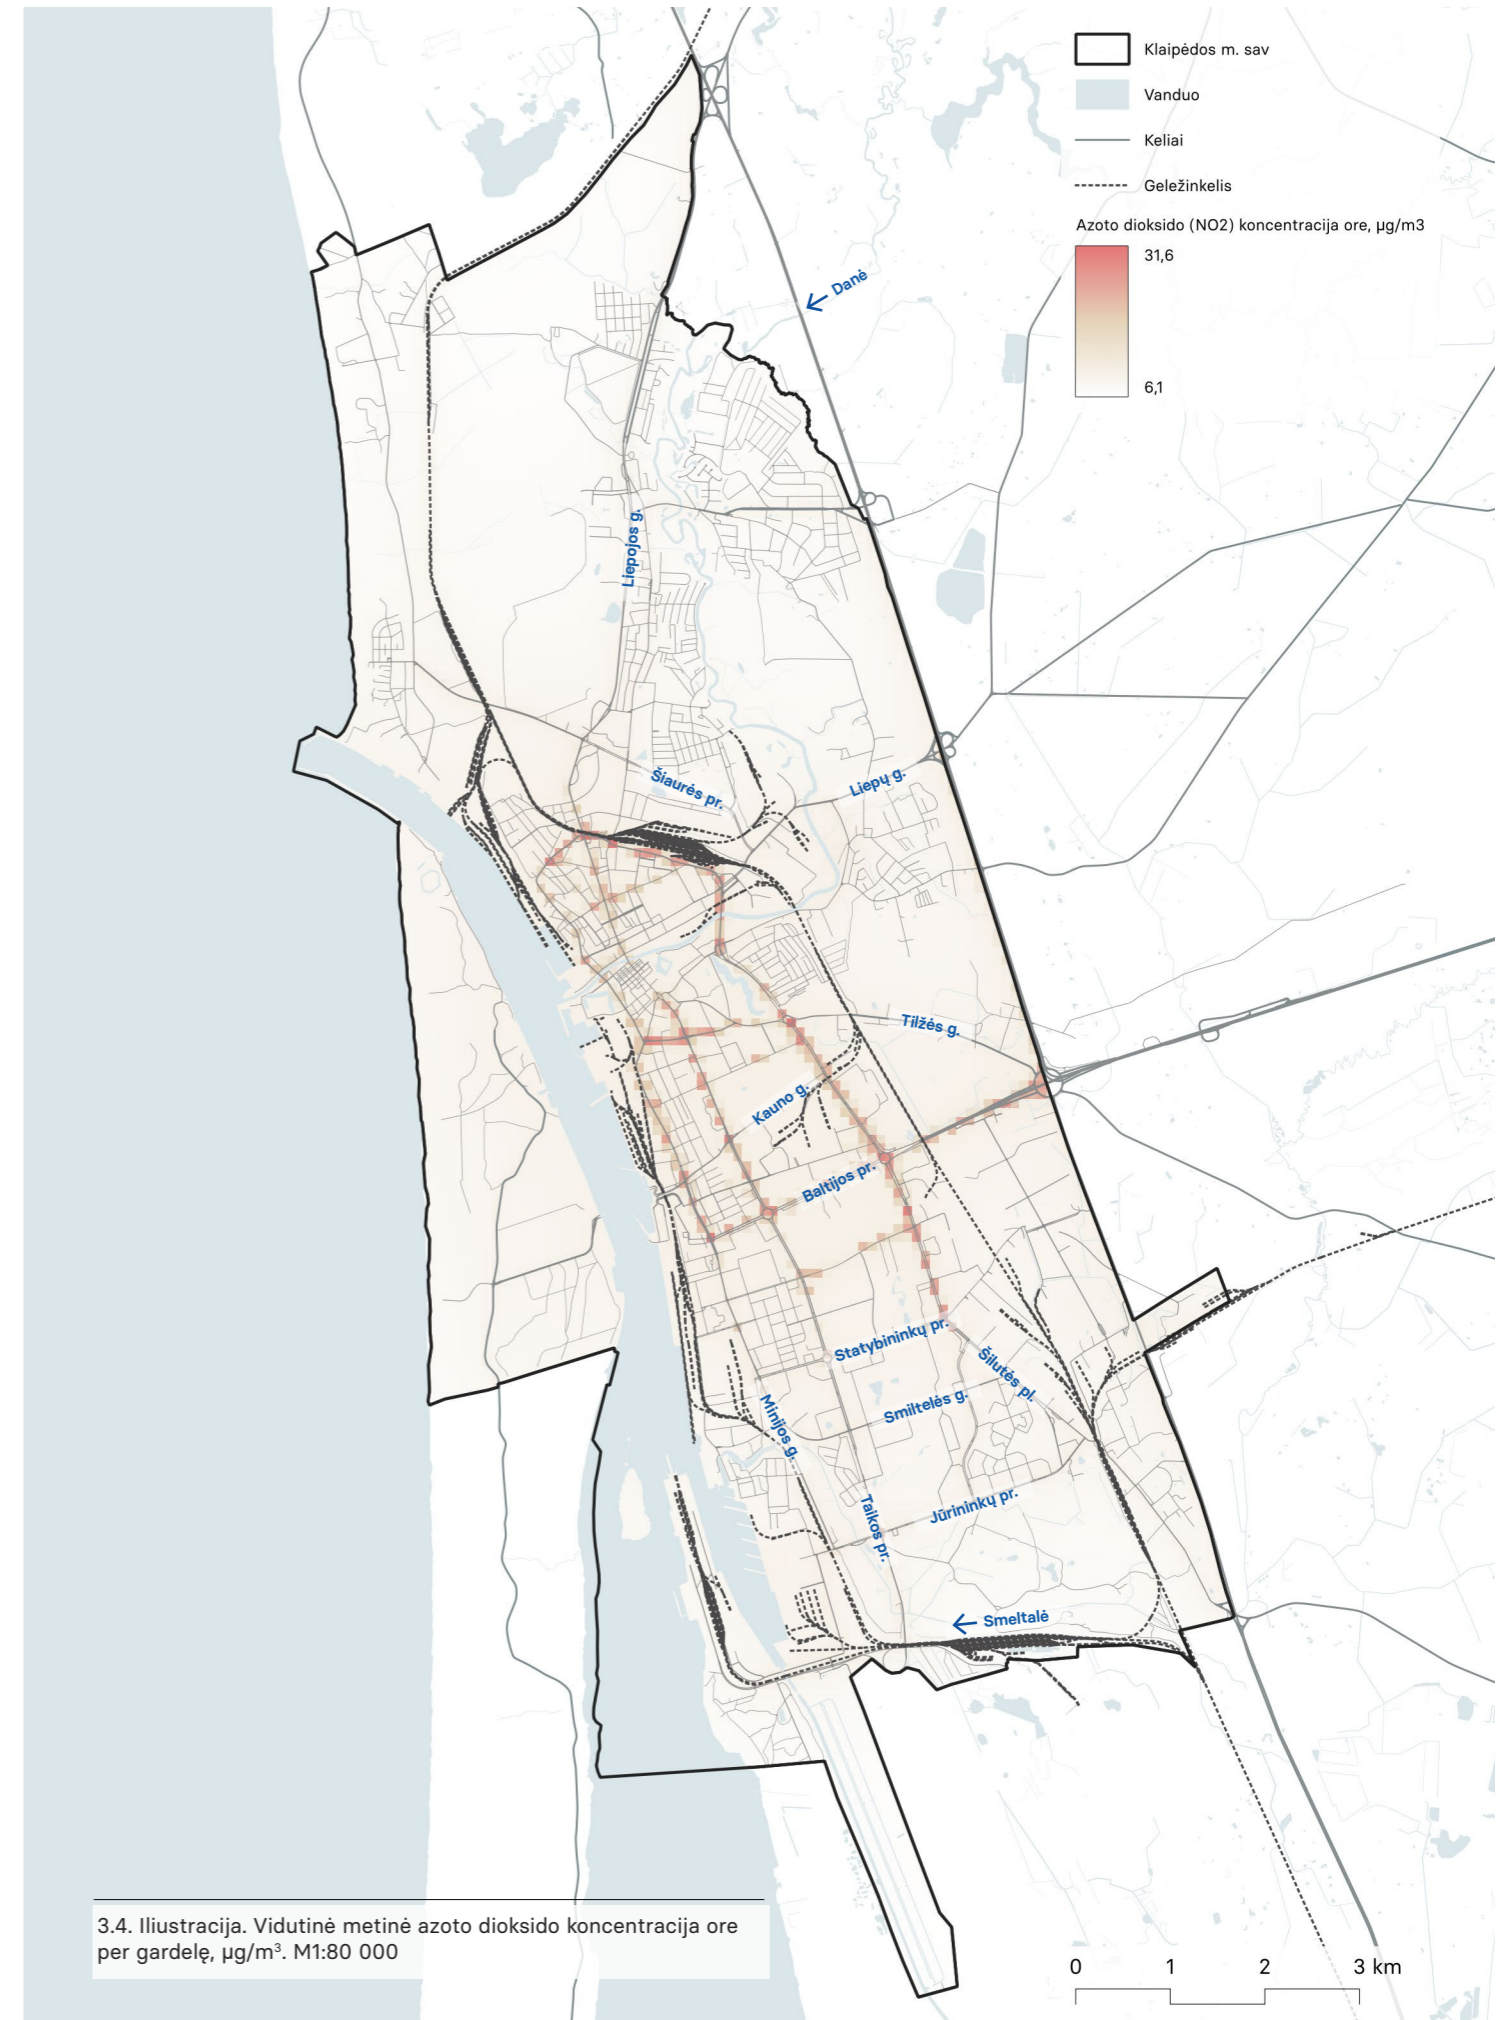 Klaipėdos m. sav
Vanduo
Keliai
Geležinkelis
Azoto dioksido (NO2) koncentracija ore, µg/m3
31,6
6,1
Danė
Liepojos g.
Šiaurės pr.
Liepų g.
Tilžės g.
Kauno g.
Baltijos pr.
Statybininkų pr.
Šilutės pl.
Smiltelės g.
Minijos g.
Taikos pr.
Jūrininkų pr.
Smeltalė
3.4. Iliustracija. Vidutinė metinė azoto dioksido koncentracija ore
per gardelę, µg/m³. M1:80 000
0 1 2 3 km